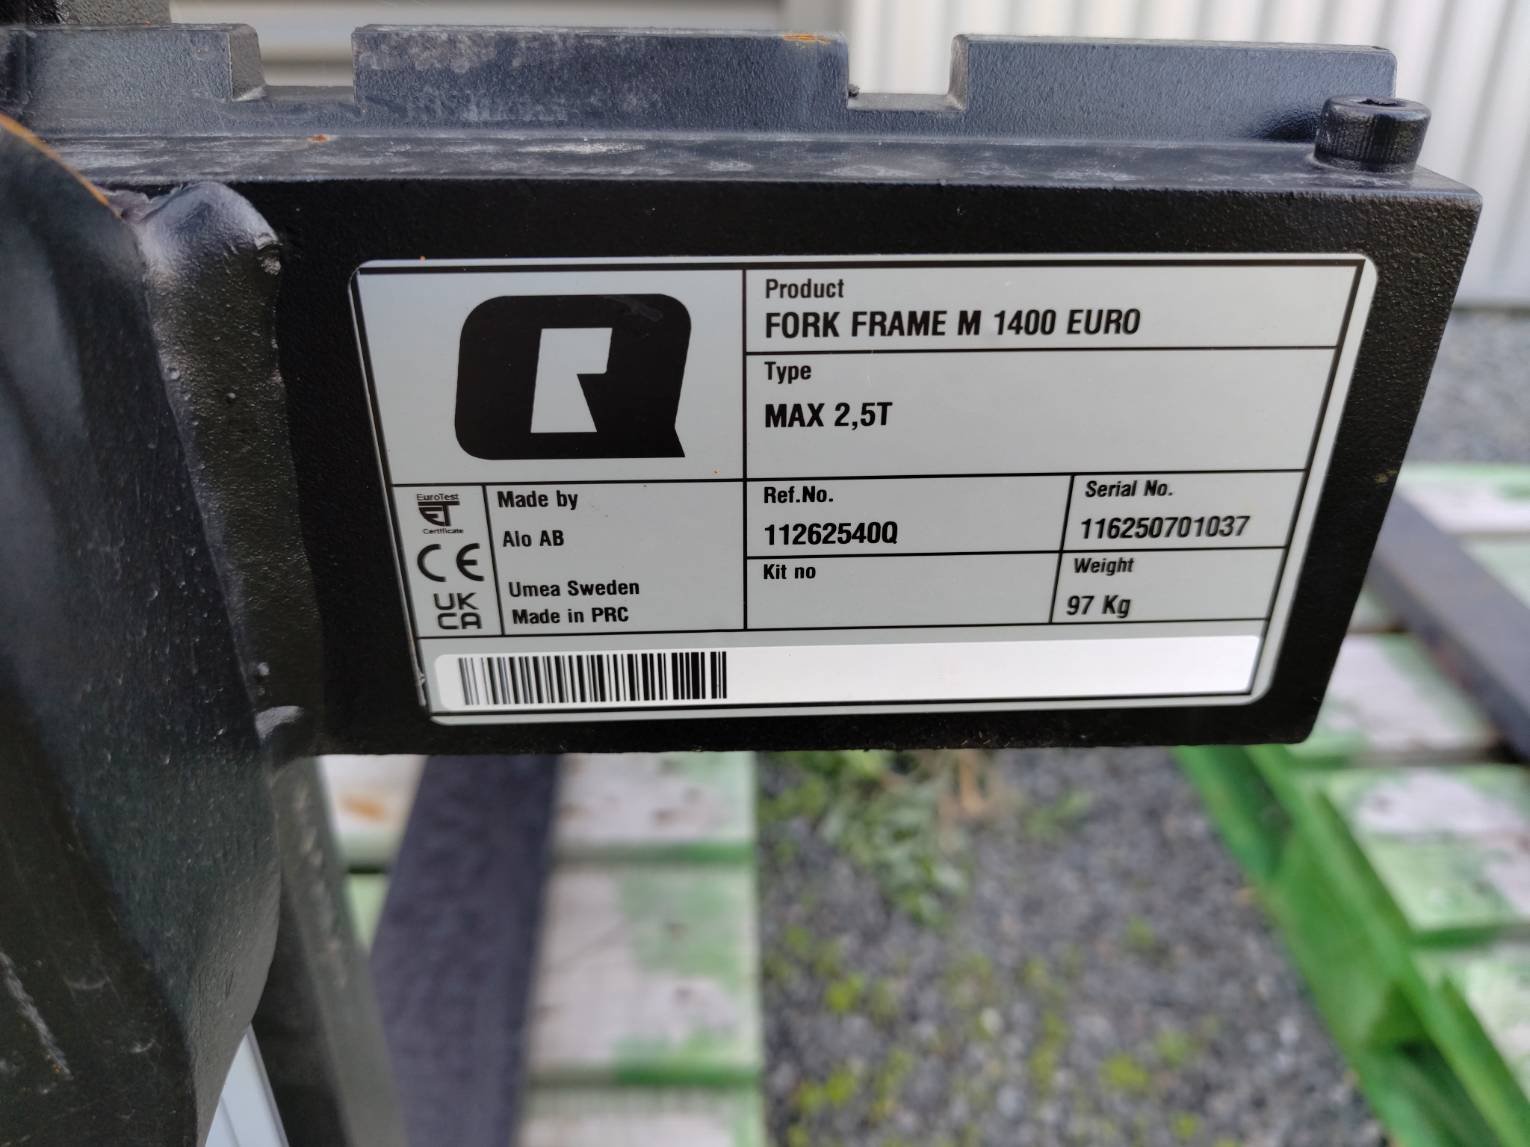 Product
FORK FRAME M 1400 EURO
Type
MAX 2,5T
EuroTest
ET
Certificate
CE
UK
CA
Made by
Alo AB
Umea Sweden
Made in PRC
Ref.No.
11262540Q
Serial No.
116250701037
Kit no
Weight
97 Kg